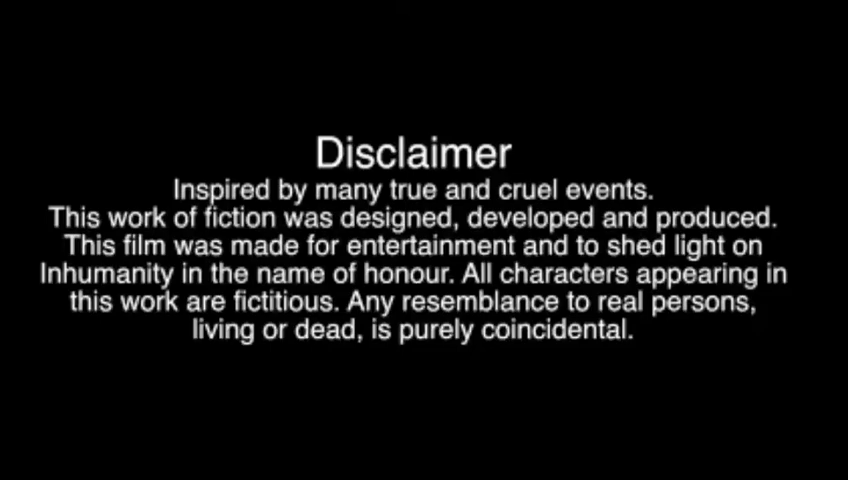 Disclaimer
Inspired by many true and cruel events.
This work of fiction was designed, developed and produced.
This film was made for entertainment and to shed light on
Inhumanity in the name of honour. All characters appearing in
this work are fictitious. Any resemblance to real persons,
living or dead, is purely coincidental.